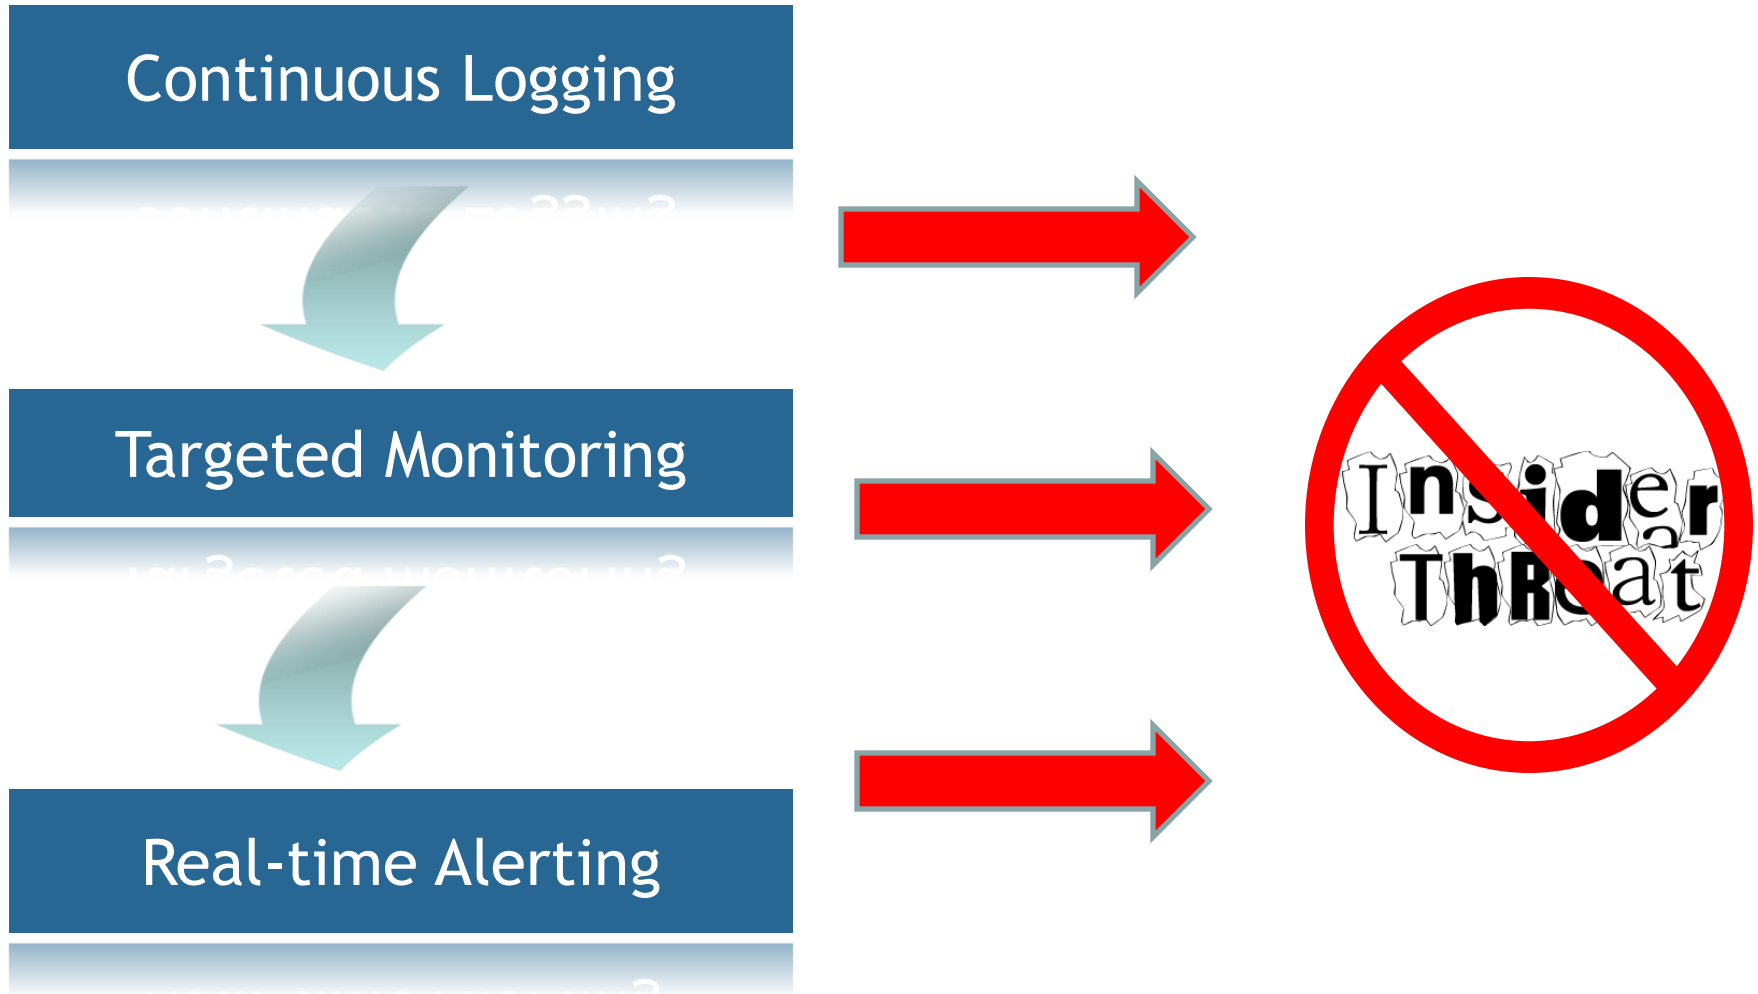 Continuous Logging
Targeted Monitoring
Real-time Alerting
Insider
ThReat